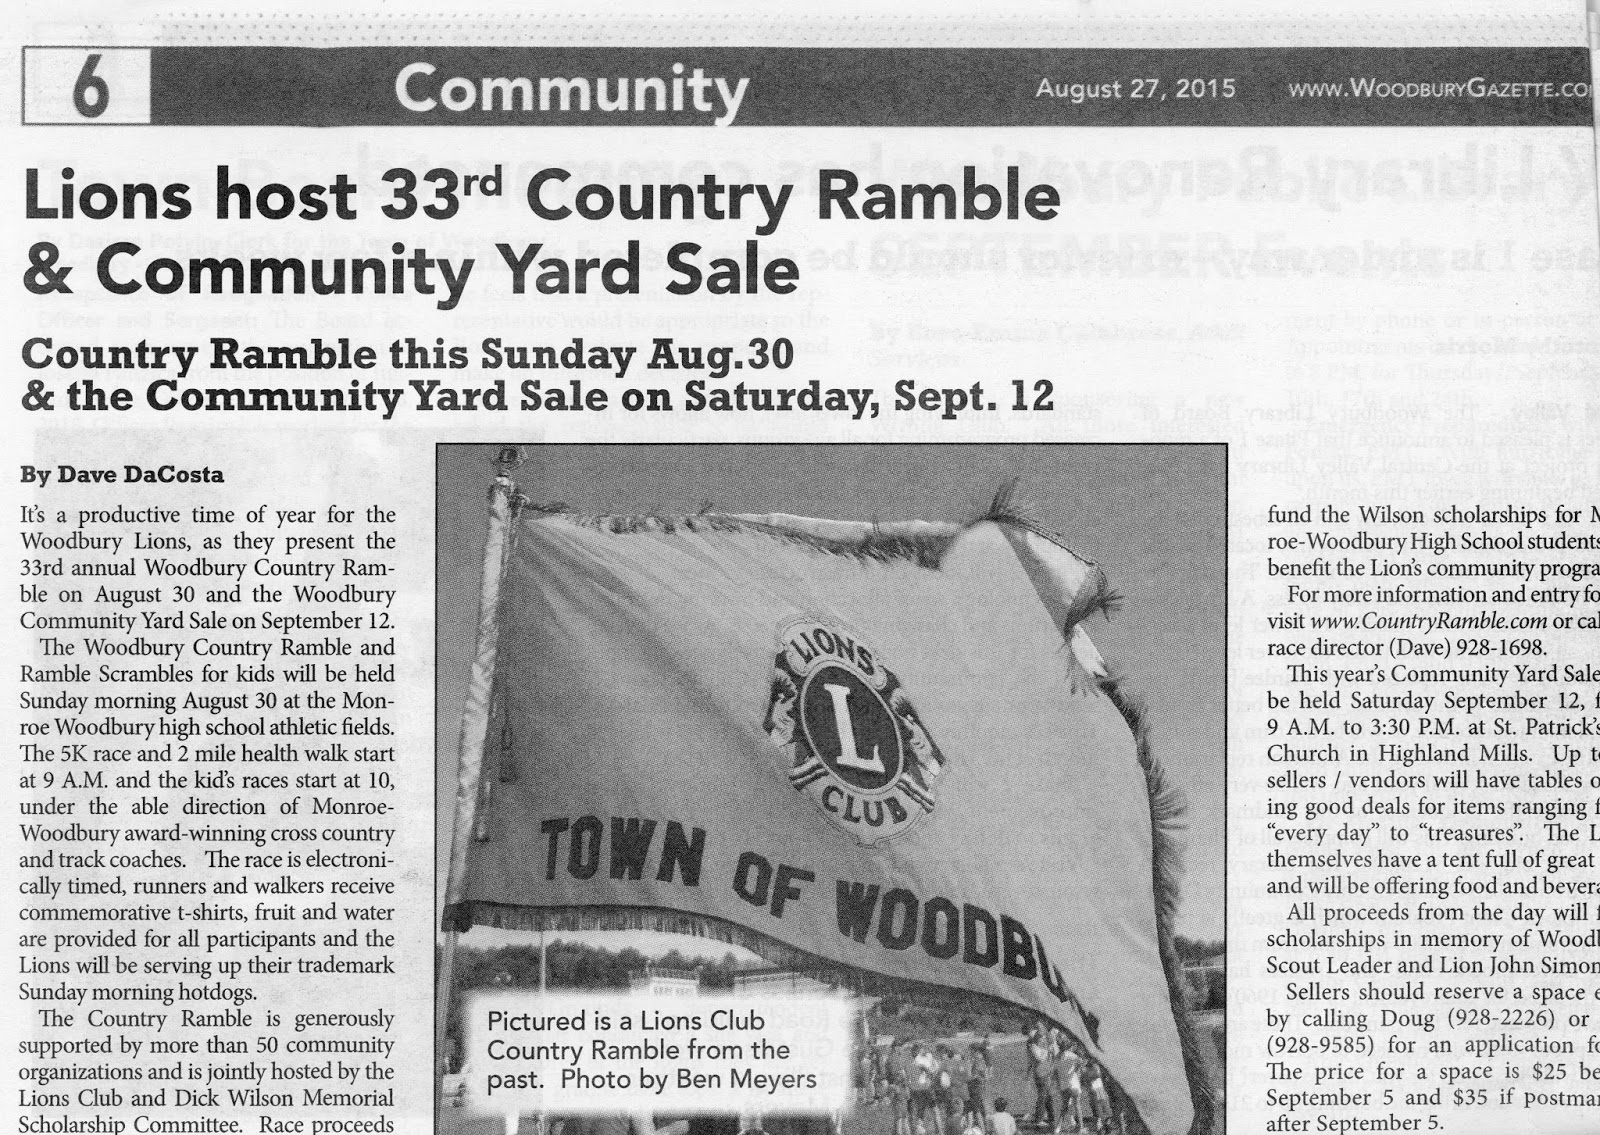 6
Community
August 27, 2015
www.WoodburyGazette.co
Lions host 33rd Country Ramble
& Community Yard Sale
Country Ramble this Sunday Aug.30
& the Community Yard Sale on Saturday, Sept. 12
By Dave DaCosta
It's a productive time of year for the
Woodbury Lions, as they present the
33rd annual Woodbury Country Ram-
ble on August 30 and the Woodbury
Community Yard Sale on September 12.
The Woodbury Country Ramble and
Ramble Scrambles for kids will be held
Sunday morning August 30 at the Mon-
roe Woodbury high school athletic fields.
The 5K race and 2 mile health walk start
at 9 A.M. and the kid's races start at 10,
under the able direction of Monroe-
Woodbury award-winning cross country
and track coaches. The race is electroni-
cally timed, runners and walkers receive
commemorative t-shirts, fruit and water
are provided for all participants and the
Lions will be serving up their trademark
Sunday morning hotdogs.
The Country Ramble is generously
supported by more than 50 community
organizations and is jointly hosted by the
Lions Club and Dick Wilson Memorial
Scholarship Committee. Race proceeds
LIONS
L
CLUB
TOWN OF WOODBU
Pictured is a Lions Club
Country Ramble from the
past. Photo by Ben Meyers
fund the Wilson scholarships for M
roe-Woodbury High School students
benefit the Lion's community progra
For more information and entry fo
visit www.CountryRamble.com or cal
race director (Dave) 928-1698.
This year's Community Yard Sale
be held Saturday September 12, f
9 A.M. to 3:30 P.M. at St. Patrick's
Church in Highland Mills. Up to
sellers / vendors will have tables o
ing good deals for items ranging f
"every day" to "treasures". The L
themselves have a tent full of great
and will be offering food and bevera
All proceeds from the day will f
scholarships in memory of Woodb
Scout Leader and Lion John Simon
Sellers should reserve a space e
by calling Doug (928-2226) or
(928-9585) for an application fo
The price for a space is $25 be
September 5 and $35 if postmar
after September 5.